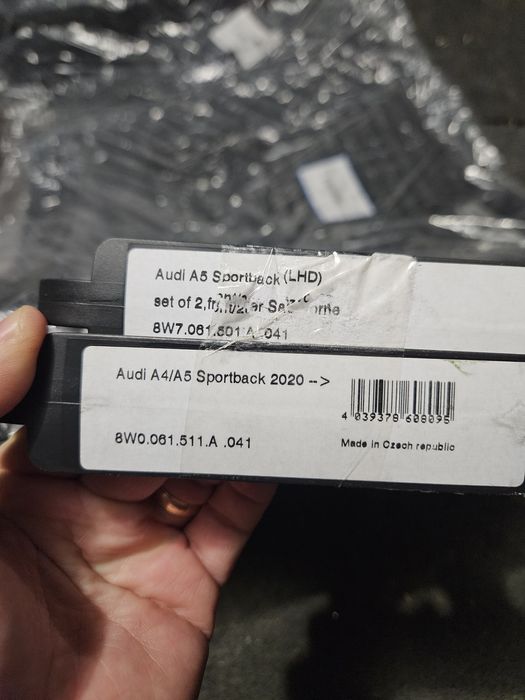 Audi A5 Sportback (LHD)
set of 2,
8W7.061.501 A .041
Audi A4/A5 Sportback 2020 -->
4 039378 608095
8W0.061.511.A .041
Made in Czech republic